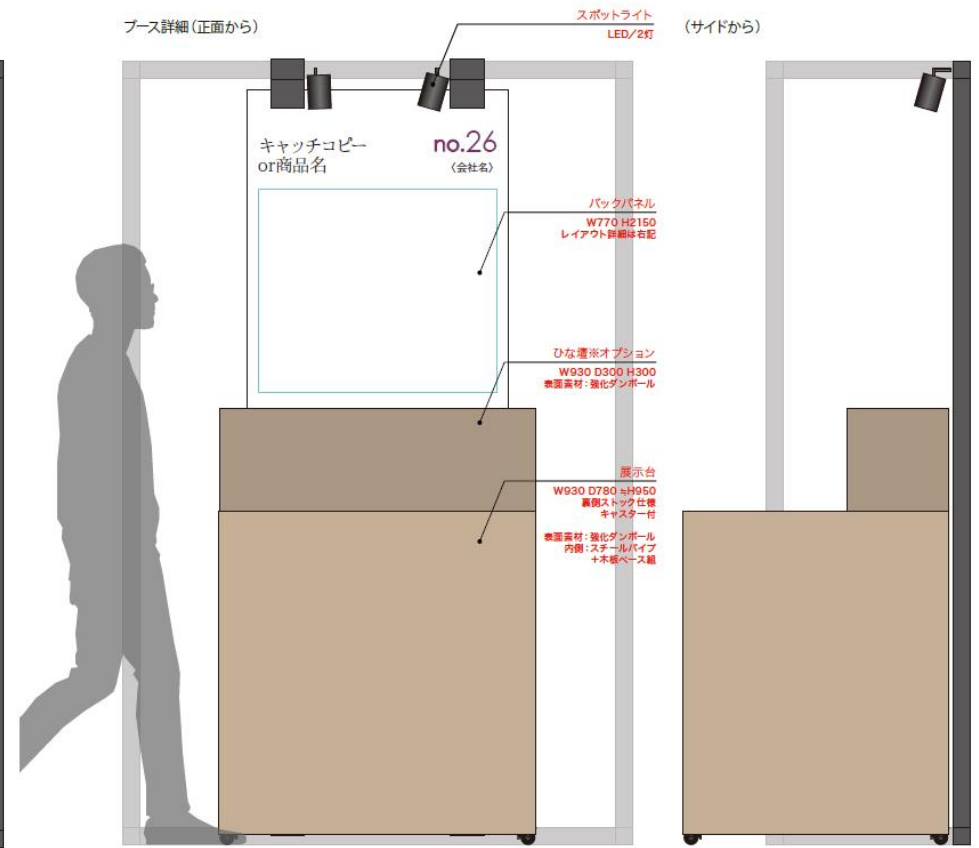 ブース詳細（正面から）
スポットライト
LED／2灯
（サイドから）
キャッチコピー
or商品名
no.26
〈会社名〉
バックパネル
W770 H2150
レイアウト詳細は右記
ひな壇※オプション
W930 D300 H300
表面素材：強化ダンボール
展示台
W930 D780 ≒H950
裏側ストック仕様
キャスター付
表面素材：強化ダンボール
内側：スチールパイプ
＋木板ベース組